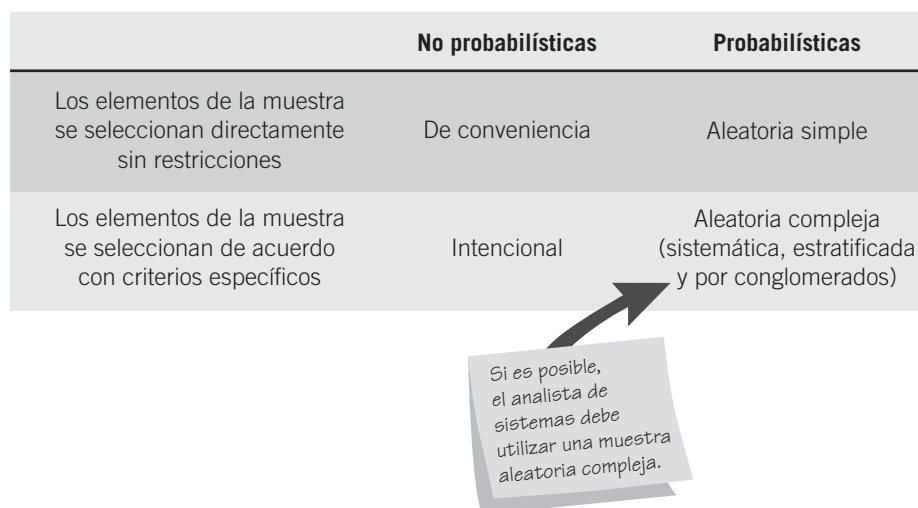 No probabilísticas Probabilísticas
Los elementos de la muestra
se seleccionan directamente
sin restricciones
De conveniencia
Aleatoria simple
Los elementos de la muestra
se seleccionan de acuerdo
con criterios específicos
Intencional
Aleatoria compleja
(sistemática, estratificada
y por conglomerados)
Si es posible,
el analista de
sistemas debe
utilizar una muestra
aleatoria compleja.